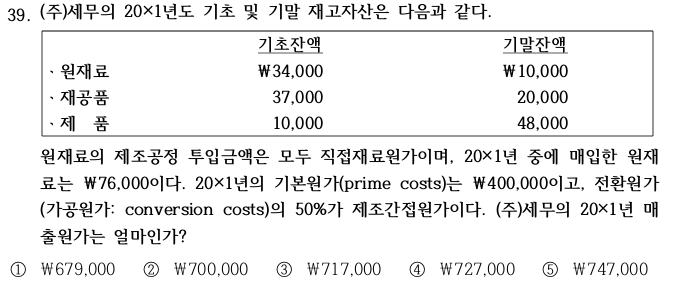 39. (주)세무의 20×1년도 기초 및 기말 재고자산은 다음과 같다.
기초잔액 기말잔액
· 원재료 ₩34,000 ₩10,000
· 재공품 37,000 20,000
· 제 품 10,000 48,000
원재료의 제조공정 투입금액은 모두 직접재료원가이며, 20×1년 중에 매입한 원재
료는 ₩76,000이다. 20×1년의 기본원가(prime costs)는 ₩400,000이고, 전환원가
(가공원가: conversion costs)의 50%가 제조간접원가이다. (주)세무의 20×1년 매
출원가는 얼마인가?
① ₩679,000 ② ₩700,000 ③ ₩717,000 ④ ₩727,000 ⑤ ₩747,000